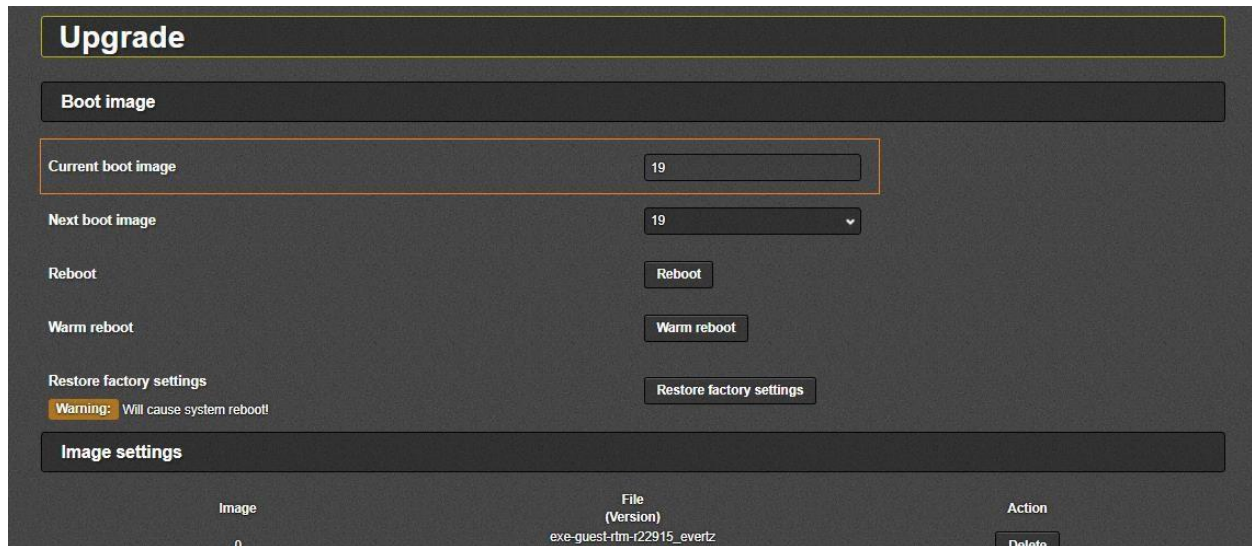 Upgrade
Boot image
Current boot image 19
Next boot image 19
Reboot Reboot
Warm reboot Warm reboot
Restore factory settings Restore factory settings
Warning: Will cause system reboot!
Image settings
Image File Action
(Version)
exe-guest-rtm-r22915_evertz
0 Delete